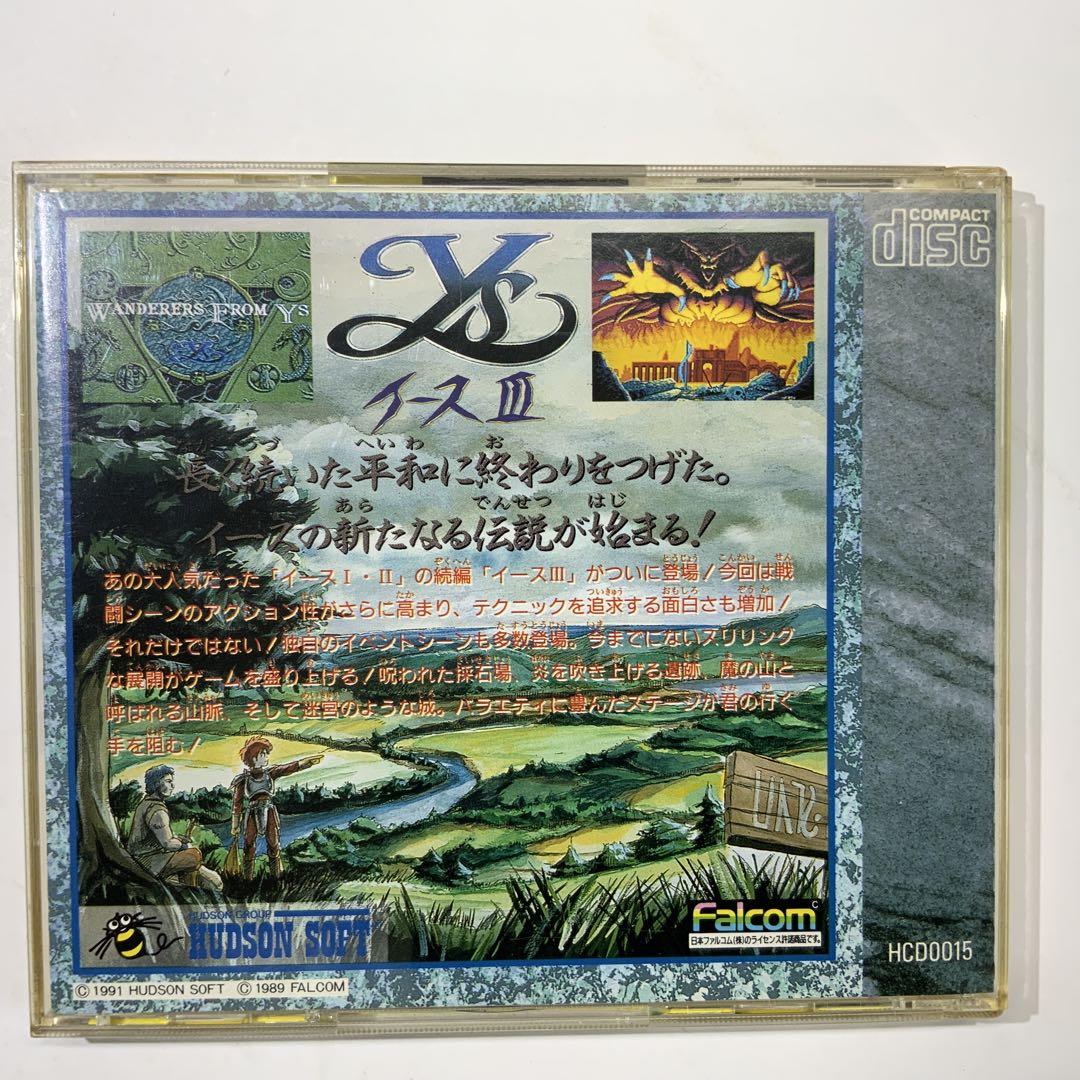 COMPACT
disc
WANDERERS FROM YS
Ys
イースⅢ
長く続いた平和に終わりをつげた。
イースの新たなる伝説が始まる!
あの大人気だった「イースⅠ・Ⅱ」の続編「イースⅢ」がついに登場!今回は戦
闘シーンのアクション性がさらに高まり、テクニックを追求する面白さも増加!
それだけではない!独自のイベントシーンも多数登場。今までにないスリリング
な展開がゲームを盛り上げる!呪われた採石場、炎を吹き上げる遺跡、魔の山と
呼ばれる山脈、そして迷宮のような城。バラエティに豊んだステージが君の行く
手を阻む!
HUDSON GROUP
HUDSON SOFT
Falcom
日本ファルコム(株)のライセンス許諾商品です。
HCD0015
© 1991 HUDSON SOFT © 1989 FALCOM